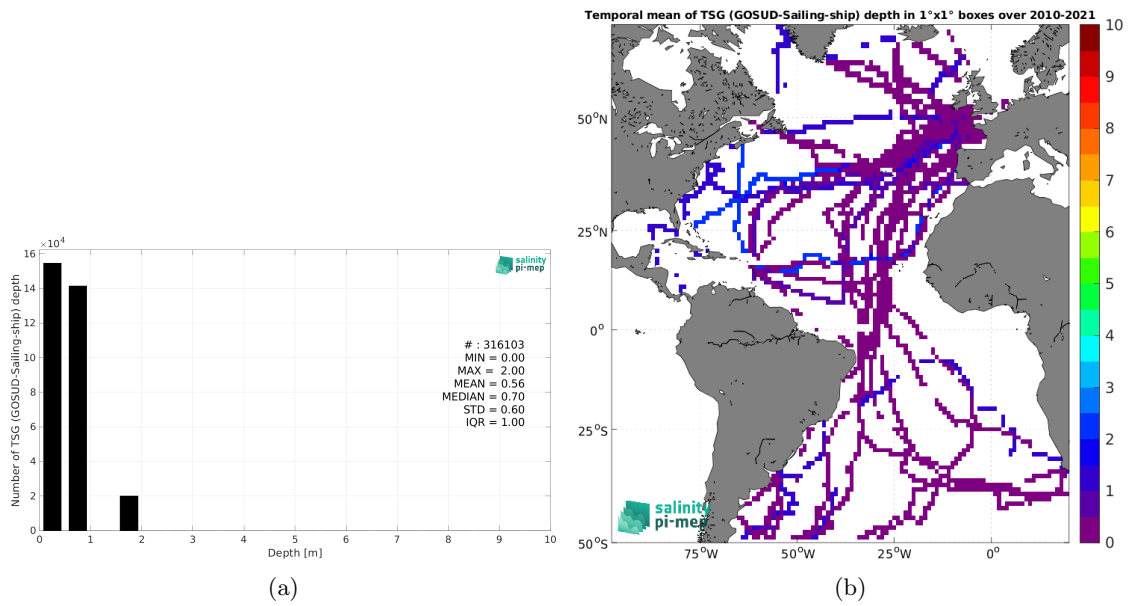 Temporal mean of TSG (GOSUD-Sailing-ship) depth in 1°x1° boxes over 2010-2021
×10⁴
16
14
12
10
8
6
4
2
0
Number of TSG (GOSUD-Sailing-ship) depth
salinity
pi-mep
# : 316103
MIN = 0.00
MAX = 2.00
MEAN = 0.56
MEDIAN = 0.70
STD = 0.60
IQR = 1.00
0 1 2 3 4 5 6 7 8 9 10
Depth [m]
(a)
50°N
25°N
0°
25°S
50°S
salinity
pi-mep
75°W 50°W 25°W 0°
10
9
8
7
6
5
4
3
2
1
0
(b)